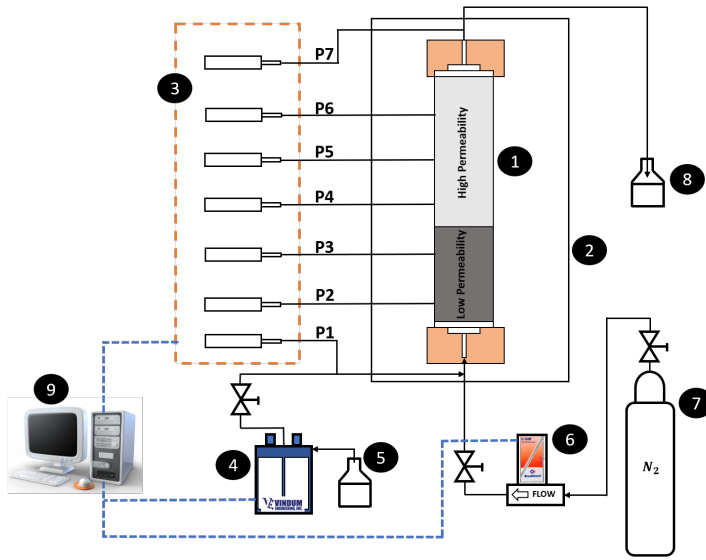 P7
3
P6
P5
P4
P3
P2
P1
High Permeability
Low Permeability
1
2
8
9
4
VINDUM
ENGINEERING, INC
5
6
FLOW
7
N₂